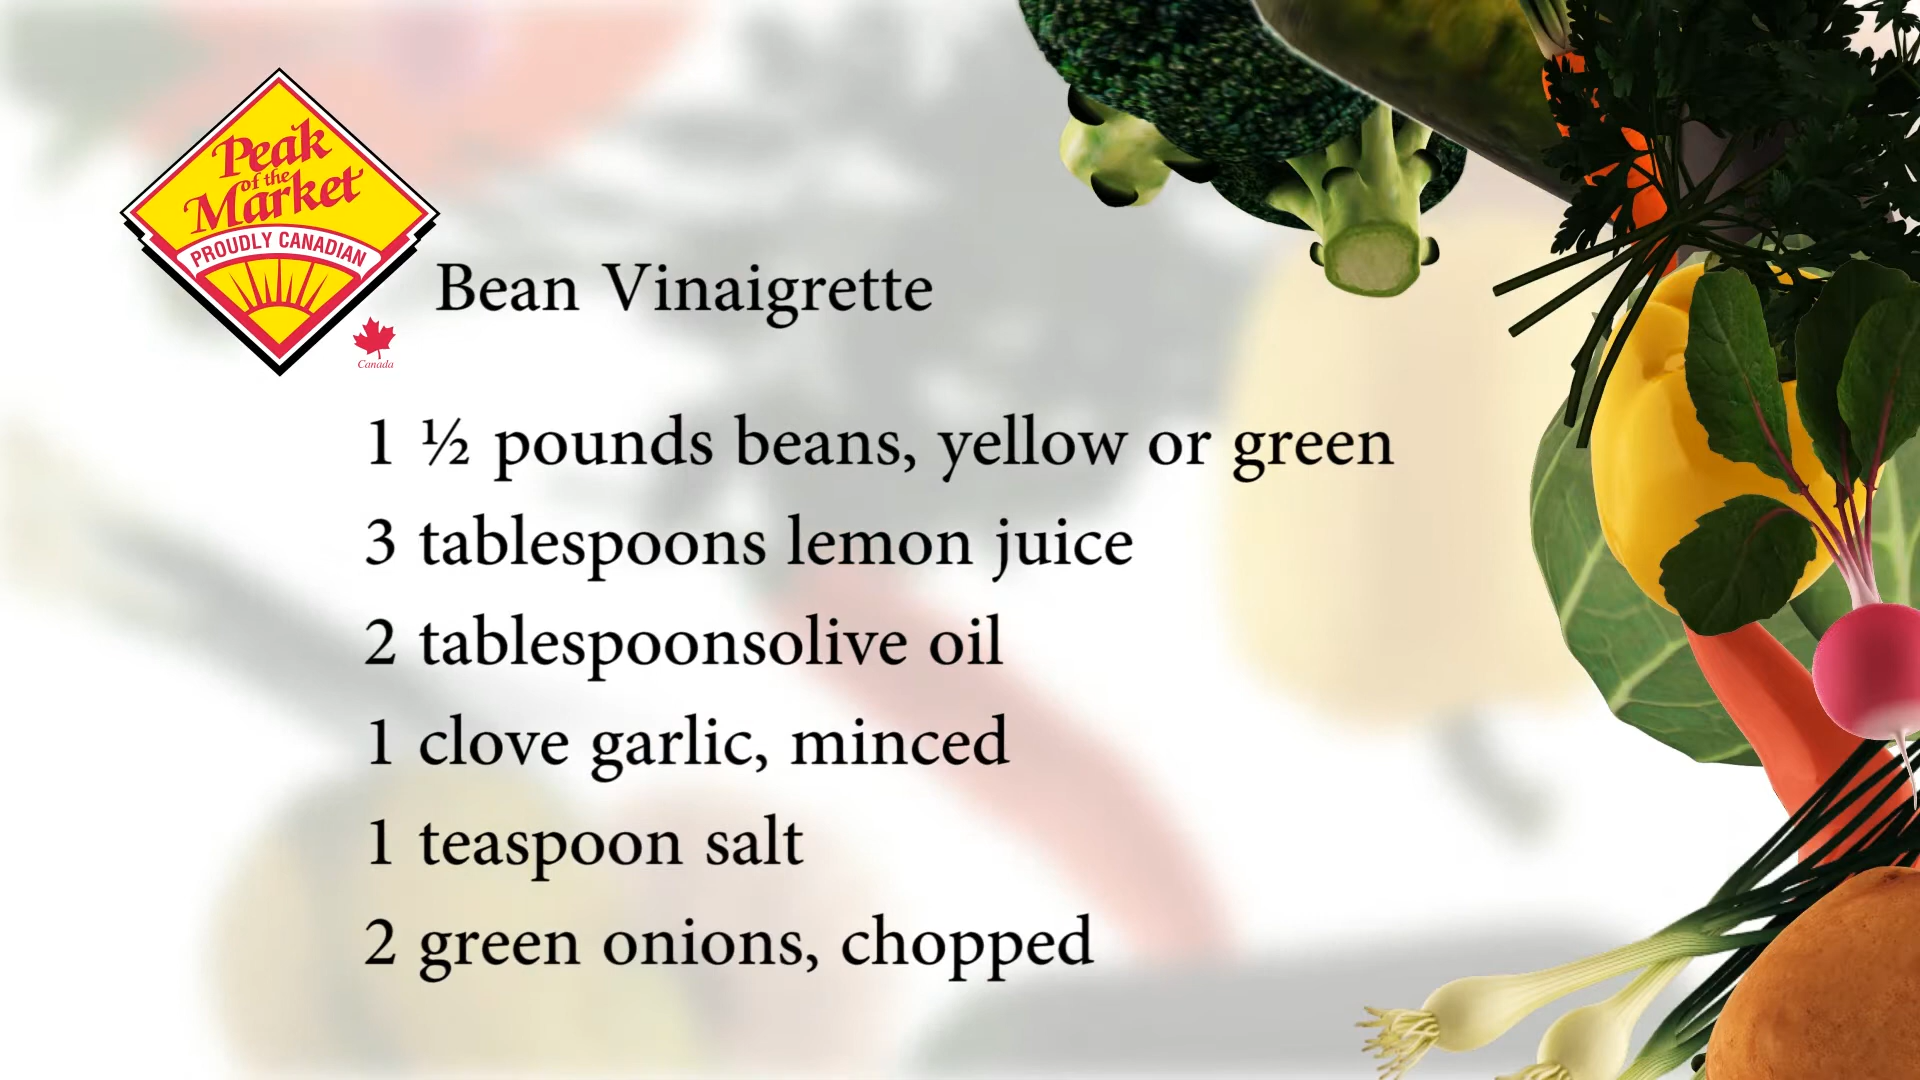 Peak
of the
Market
PROUDLY CANADIAN
Canada
Bean Vinaigrette
1 ½ pounds beans, yellow or green
3 tablespoons lemon juice
2 tablespoonsolive oil
1 clove garlic, minced
1 teaspoon salt
2 green onions, chopped